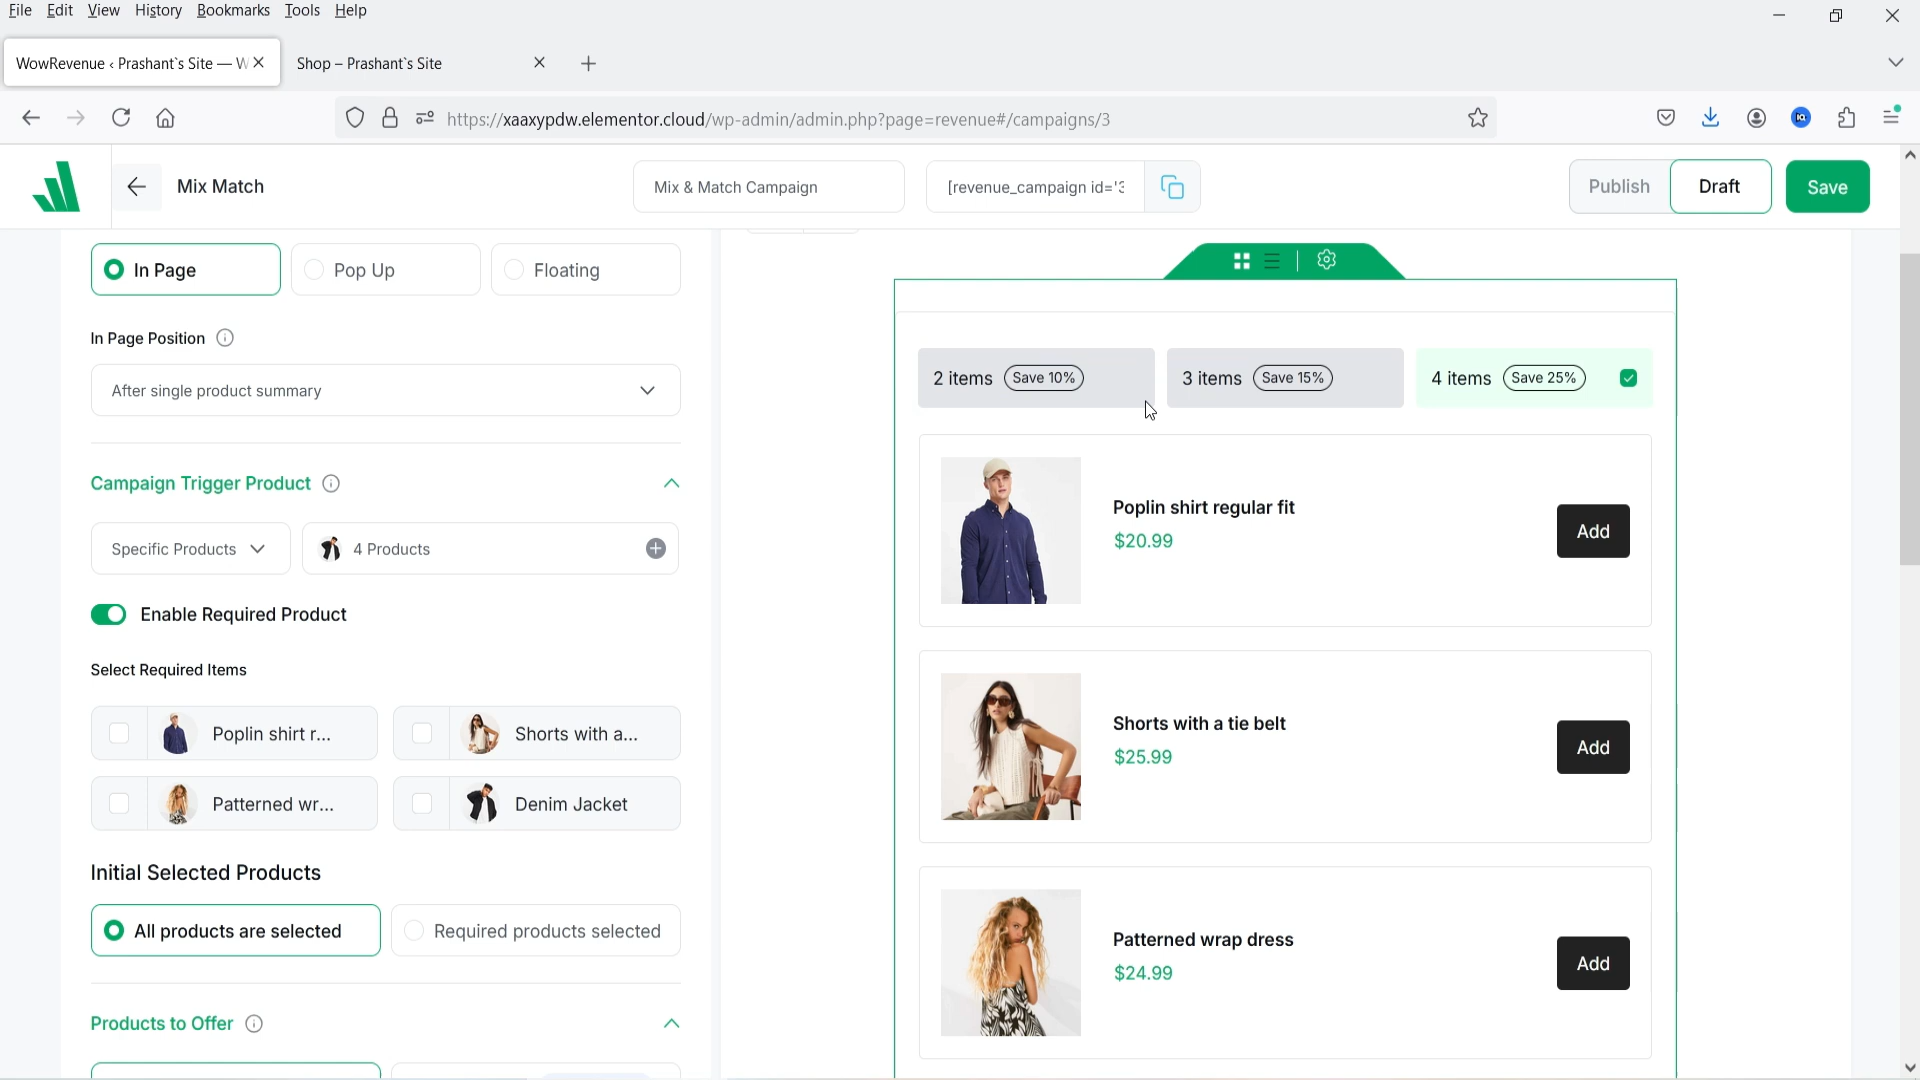 File Edit View History Bookmarks Tools Help
WowRevenue ‹ Prashant`s Site — W
Shop – Prashant`s Site
https://xaaxypdw.elementor.cloud/wp-admin/admin.php?page=revenue#/campaigns/3
Mix Match
Mix & Match Campaign
[revenue_campaign id='3
Publish
Draft
Save
In Page
Pop Up
Floating
In Page Position
After single product summary
Campaign Trigger Product
Specific Products
4 Products
Enable Required Product
Select Required Items
Poplin shirt r...
Shorts with a...
Patterned wr...
Denim Jacket
Initial Selected Products
All products are selected
Required products selected
Products to Offer
2 items Save 10%
3 items Save 15%
4 items Save 25%
Poplin shirt regular fit
$20.99
Add
Shorts with a tie belt
$25.99
Add
Patterned wrap dress
$24.99
Add